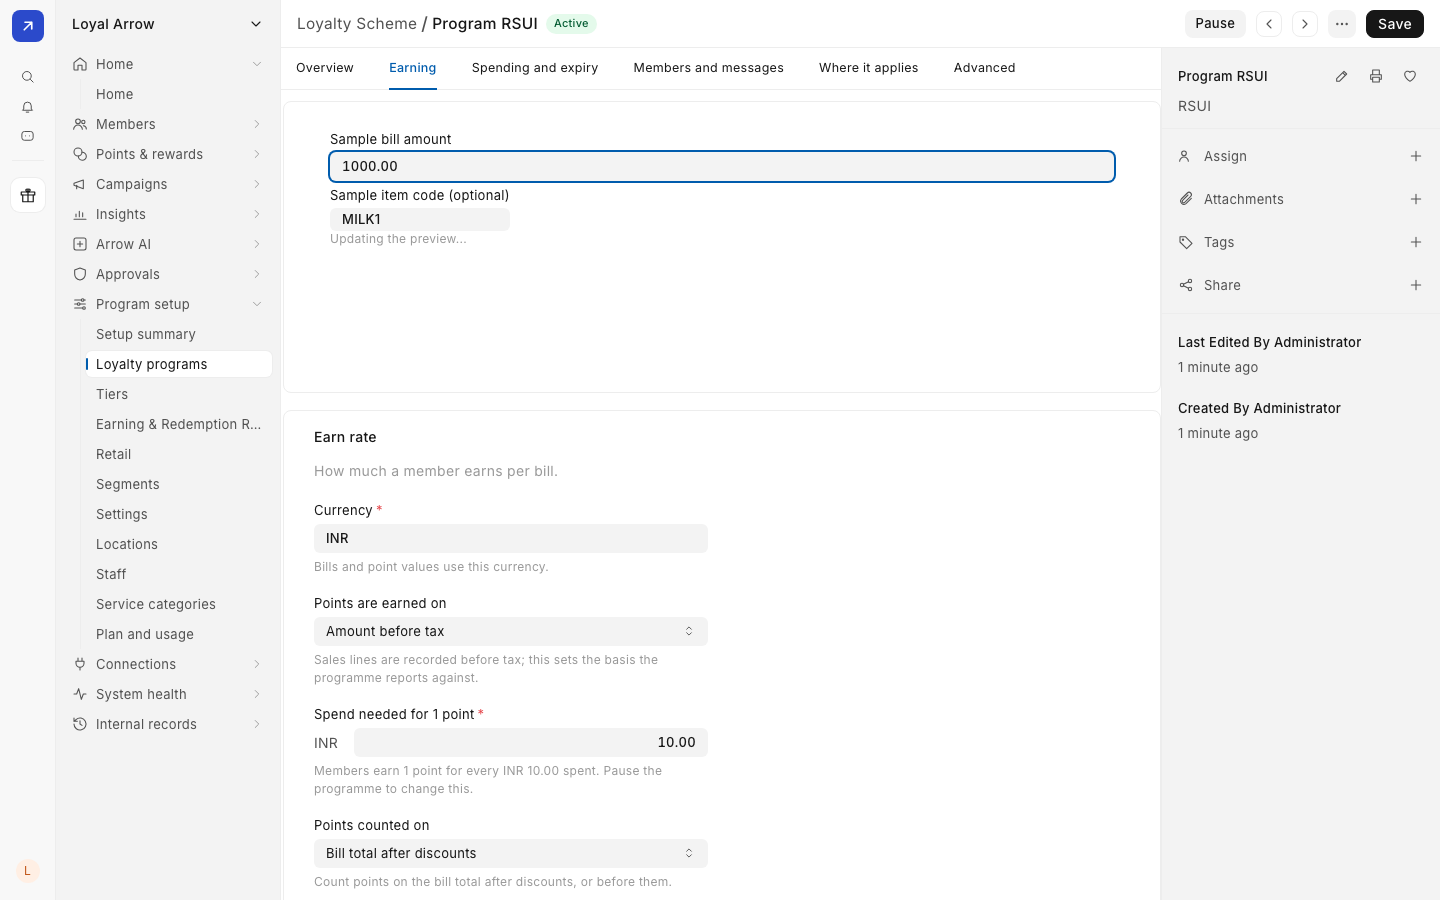 Loyal Arrow
Home
Home
Members
Points & rewards
Campaigns
Insights
Arrow AI
Approvals
Program setup
Setup summary
Loyalty programs
Tiers
Earning & Redemption R...
Retail
Segments
Settings
Locations
Staff
Service categories
Plan and usage
Connections
System health
Internal records
L
Loyalty Scheme / Program RSUI Active
Pause
Save
Overview Earning Spending and expiry Members and messages Where it applies Advanced
Sample bill amount
1000.00
Sample item code (optional)
MILK1
Updating the preview...
Earn rate
How much a member earns per bill.
Currency *
INR
Bills and point values use this currency.
Points are earned on
Amount before tax
Sales lines are recorded before tax; this sets the basis the
programme reports against.
Spend needed for 1 point *
INR 10.00
Members earn 1 point for every INR 10.00 spent. Pause the
programme to change this.
Points counted on
Bill total after discounts
Count points on the bill total after discounts, or before them.
Program RSUI
RSUI
Assign
Attachments
Tags
Share
Last Edited By Administrator
1 minute ago
Created By Administrator
1 minute ago